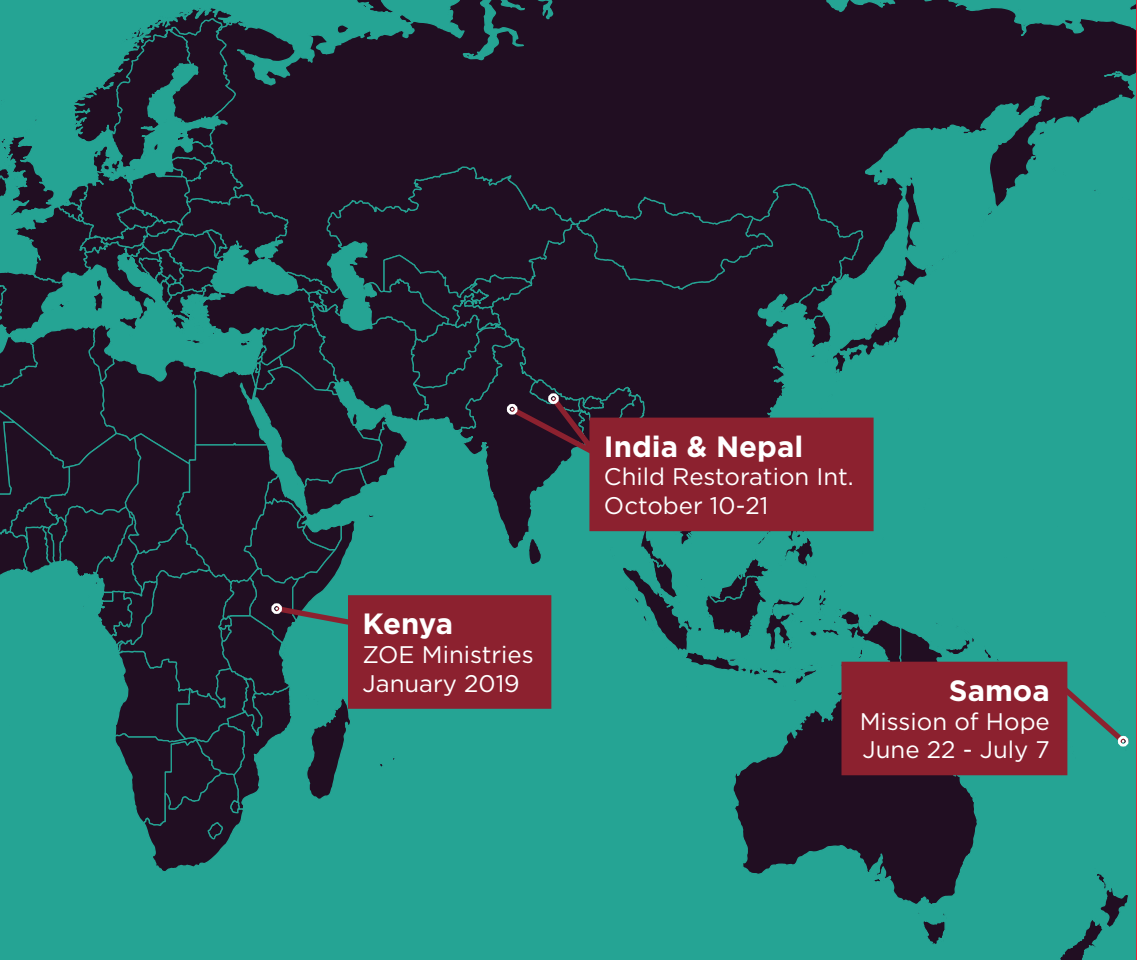 India & Nepal
Child Restoration Int.
October 10-21
Kenya
ZOE Ministries
January 2019
Samoa
Mission of Hope
June 22 - July 7